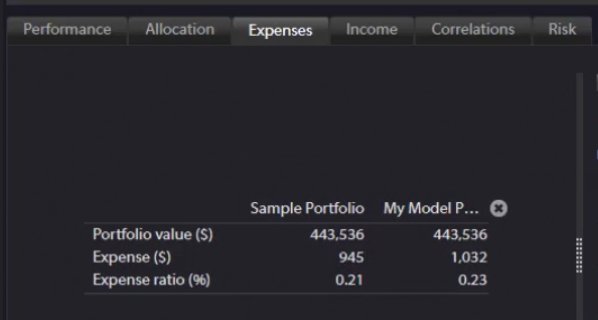 Performance Allocation Expenses Income Correlations Risk
Sample Portfolio My Model P...
Portfolio value ($) 443,536 443,536
Expense ($) 945 1,032
Expense ratio (%) 0.21 0.23